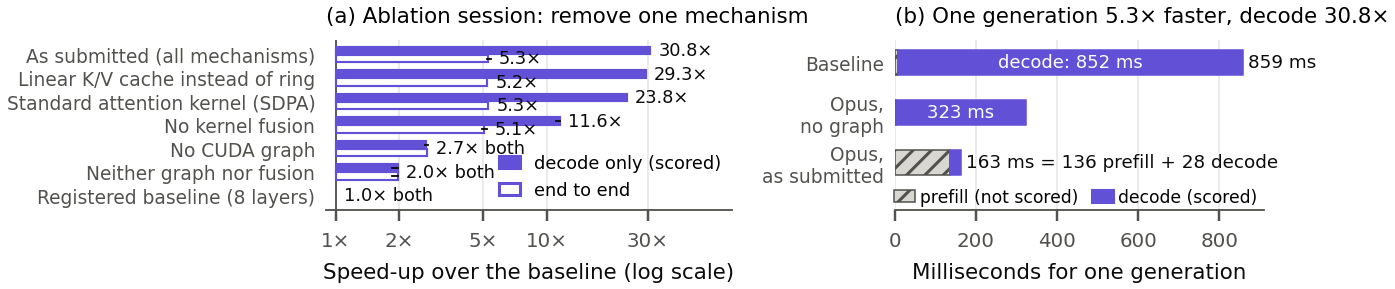 (a) Ablation session: remove one mechanism
As submitted (all mechanisms)
30.8×
5.3×
Linear K/V cache instead of ring
29.3×
5.2×
Standard attention kernel (SDPA)
23.8×
5.3×
No kernel fusion
11.6×
5.1×
No CUDA graph
2.7× both
Neither graph nor fusion
2.0× both
Registered baseline (8 layers)
1.0× both
decode only (scored)
end to end
1× 2× 5× 10× 30×
Speed-up over the baseline (log scale)
(b) One generation 5.3× faster, decode 30.8×
Baseline
decode: 852 ms
859 ms
Opus,
no graph
323 ms
Opus,
as submitted
163 ms = 136 prefill + 28 decode
prefill (not scored) decode (scored)
0 200 400 600 800
Milliseconds for one generation